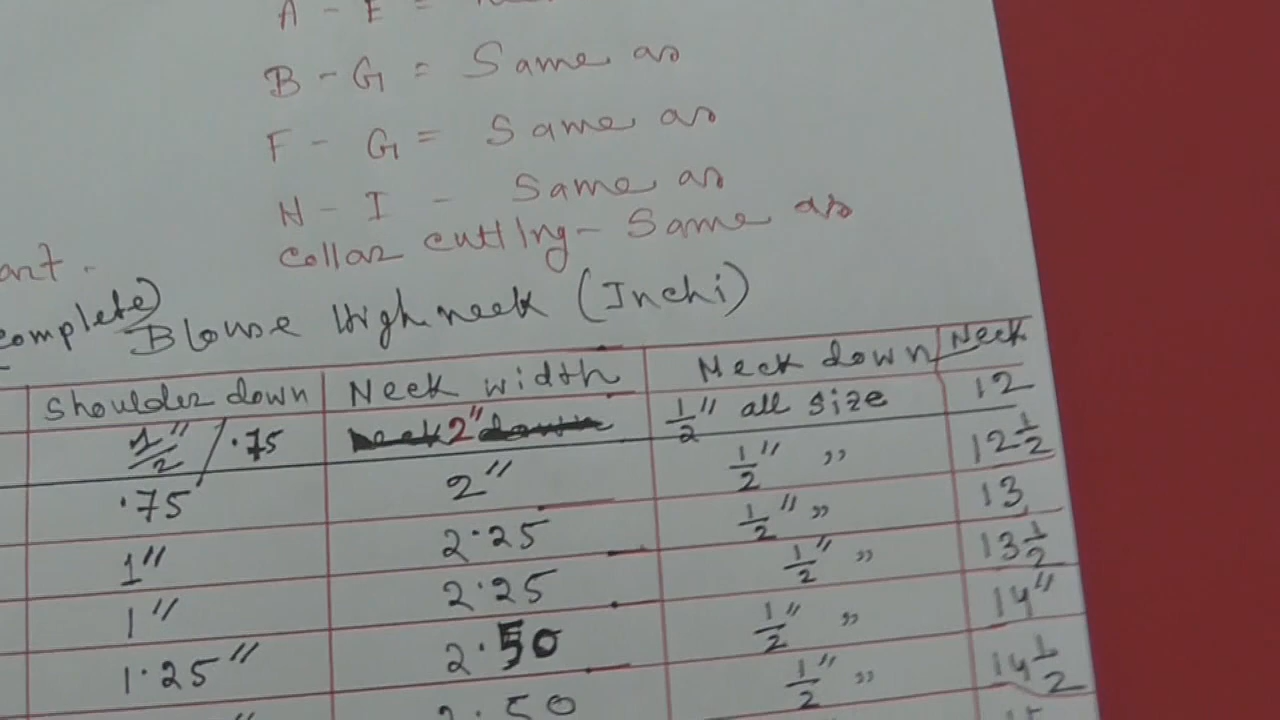 A - E =
B - G = Same as
F - G = Same as
H - I - Same as
Collar cutting - Same as
ant.
complete)
Blouse High neck (Inchi)
Shoulder down Neck width Neck down Neck
1/2" / .75 2" 1/2" all size 12
.75 2" 1/2" " 12 1/2
1" 2.25 1/2" " 13
1" 2.25 1/2" " 13 1/2
1.25" 2.50 1/2" " 14"
2.50 1/2" " 14 1/2